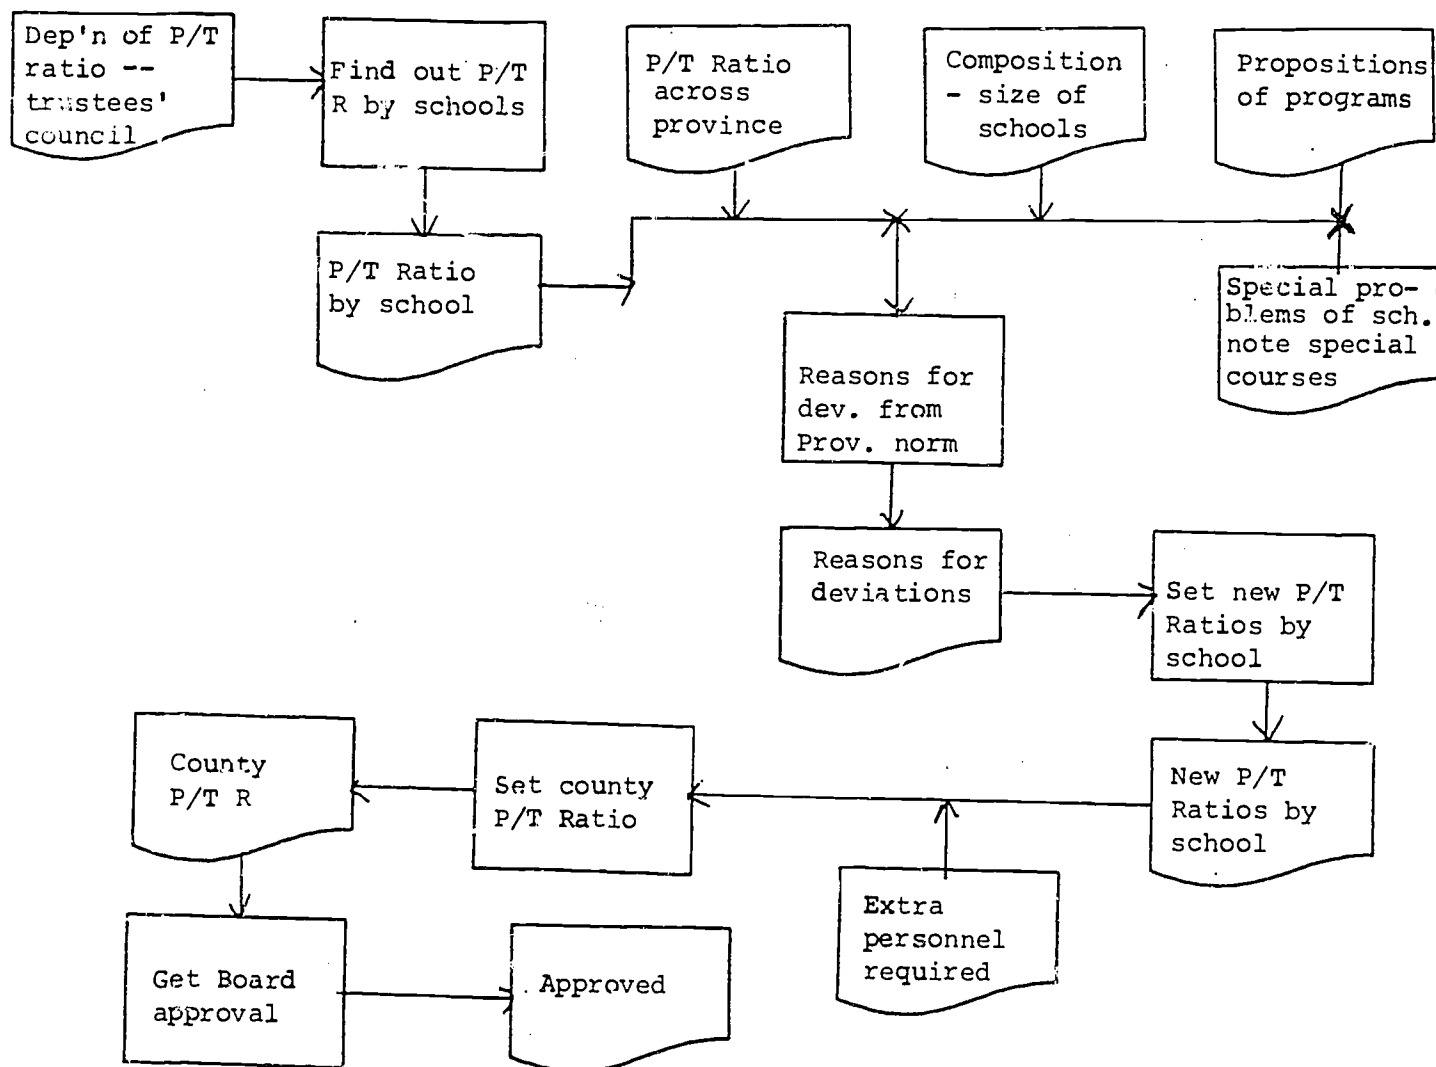 Dep'n of P/T
ratio --
trustees'
council
Find out P/T
R by schools
P/T Ratio
across
province
Composition
- size of
schools
Propositions
of programs
P/T Ratio
by school
Special pro-
blems of sch.
note special
courses
Reasons for
dev. from
Prov. norm
Reasons for
deviations
Set new P/T
Ratios by
school
County
P/T R
Set county
P/T Ratio
New P/T
Ratios by
school
Extra
personnel
required
Get Board
approval
Approved